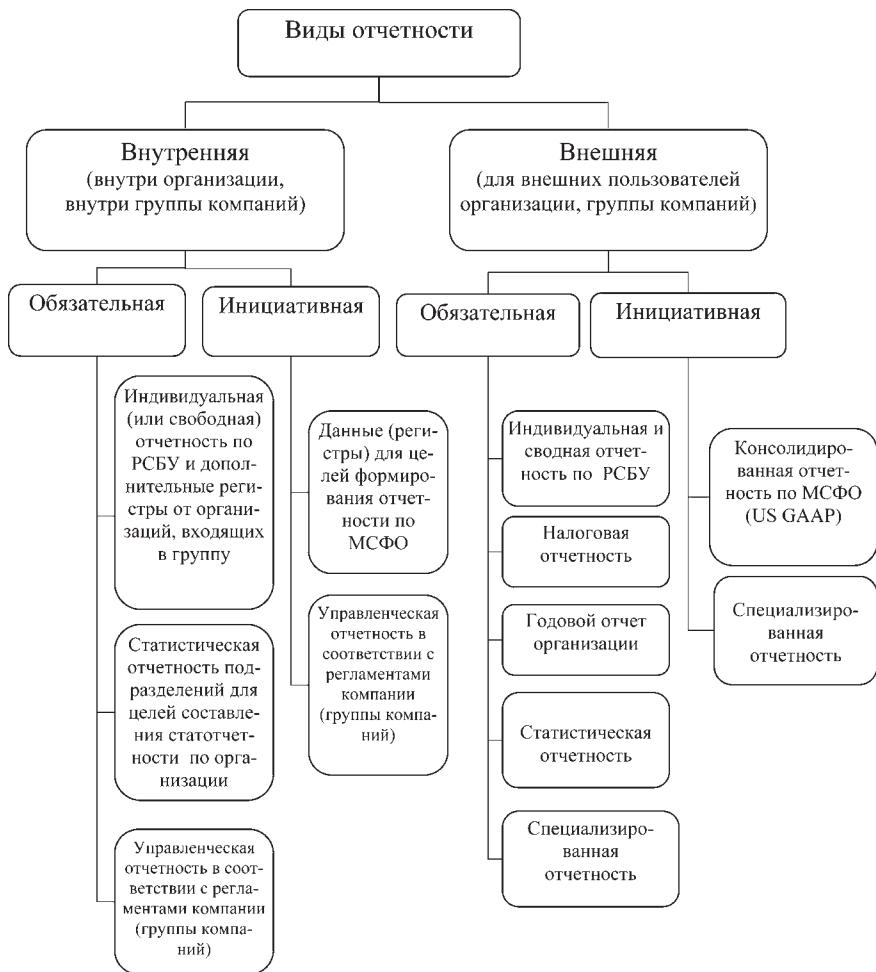 Виды отчетности
Внутренняя
(внутри организации,
внутри группы компаний)
Внешняя
(для внешних пользователей
организации, группы компаний)
Обязательная
Инициативная
Обязательная
Инициативная
Индивидуальная
(или свободная)
отчетность по
РСБУ и допол-
нительные реги-
стры от органи-
заций, входящих
в группу
Статистическая
отчетность под-
разделений для
целей составле-
ния статотчет-
ности по орга-
низации
Управленческая
отчетность в соот-
ветствии с регла-
ментами компании
(группы компа-
ний)
Данные (реги-
стры) для це-
лей формиро-
вания отчет-
ности по
МСФО
Управленческая
отчетность в
соответствии с
регламентами
компании
(группы компа-
ний)
Индивидуальная и
сводная отчет-
ность по РСБУ
Налоговая
отчетность
Годовой отчет
организации
Статистическая
отчетность
Специализиро-
ванная
отчетность
Консолидиро-
ванная отчет-
ность по МСФО
(US GAAP)
Специализиро-
ванная
отчетность